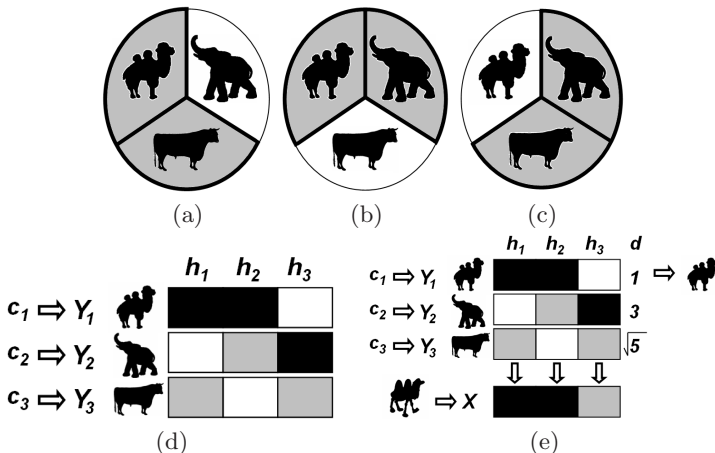 (a) (b) (c)
h1 h2 h3
c1 ⇒ Y1
c2 ⇒ Y2
c3 ⇒ Y3
(d)
h1 h2 h3 d
c1 ⇒ Y1 1 ⇒
c2 ⇒ Y2 3
c3 ⇒ Y3 √5
⇒ X
(e)